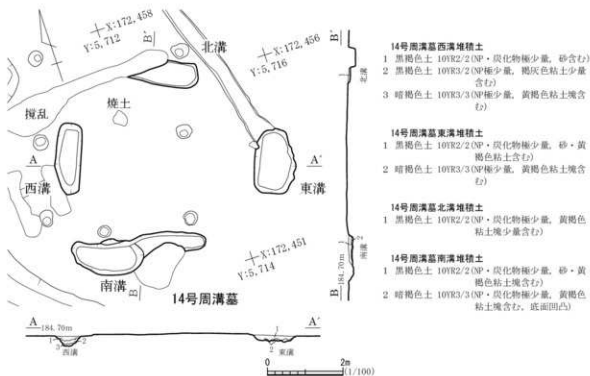 X:172,458
Y:5,712
B'
北溝
X:172,456
Y:5,716
攪乱
焼土
A
A'
西溝
東溝
X:172,451
Y:5,714
南溝
B
14号周溝墓
A
184.70m
A'
1
2
3
西溝
1
2
東溝
0
2m
(1/100)
B'
1
北溝
2
1
南溝
184.70m
B
14号周溝墓西溝堆積土
1 黒褐色土 10YR2/2(NP・炭化物極少量, 砂含む)
2 黒褐色土 10YR3/2(NP極少量, 褐灰色粘土少量
含む)
3 暗褐色土 10YR3/3(NP極少量, 黄褐色粘土塊含
む)
14号周溝墓東溝堆積土
1 黒褐色土 10YR2/2(NP・炭化物極少量, 砂・黄
褐色粘土含む)
2 暗褐色土 10YR3/3(NP極少量, 黄褐色粘土塊含
む)
14号周溝墓北溝堆積土
1 黒褐色土 10YR2/2(NP・炭化物極少量, 黄褐色
粘土塊少量含む)
14号周溝墓南溝堆積土
1 黒褐色土 10YR2/2(NP・炭化物極少量, 砂・黄
褐色粘土塊含む)
2 暗褐色土 10YR3/3(NP・炭化物極少量, 黄褐色
粘土塊含む, 底面凹凸)